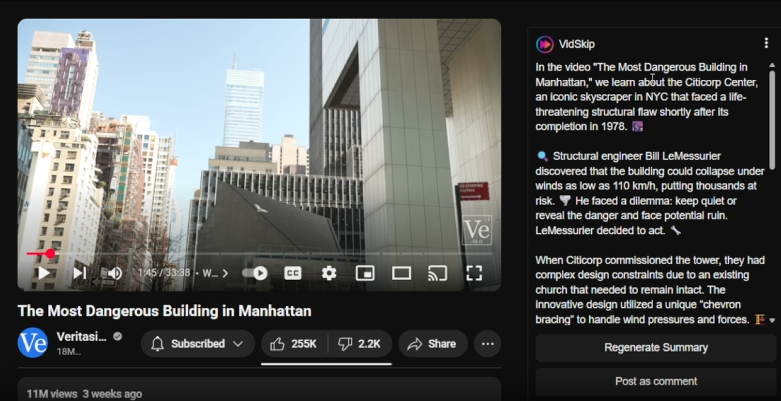 VidSkip
In the video "The Most Dangerous Building in
Manhattan," we learn about the Citicorp Center,
an iconic skyscraper in NYC that faced a life-
threatening structural flaw shortly after its
completion in 1978. 🌆
🔍 Structural engineer Bill LeMessurier
discovered that the building could collapse under
winds as low as 110 km/h, putting thousands at
risk. 🌪️ He faced a dilemma: keep quiet or
reveal the danger and face potential ruin.
LeMessurier decided to act. 🔧
When Citicorp commissioned the tower, they had
complex design constraints due to an existing
church that needed to remain intact. The
innovative design utilized a unique “chevron
bracing” to handle wind pressures and forces. 🏗️
Regenerate Summary
Post as comment
Ve
1:45 / 33:38 • W...
CC
The Most Dangerous Building in Manhattan
Ve
Veritasi...
18M...
Subscribed
255K
2.2K
Share
11M views 3 weeks ago